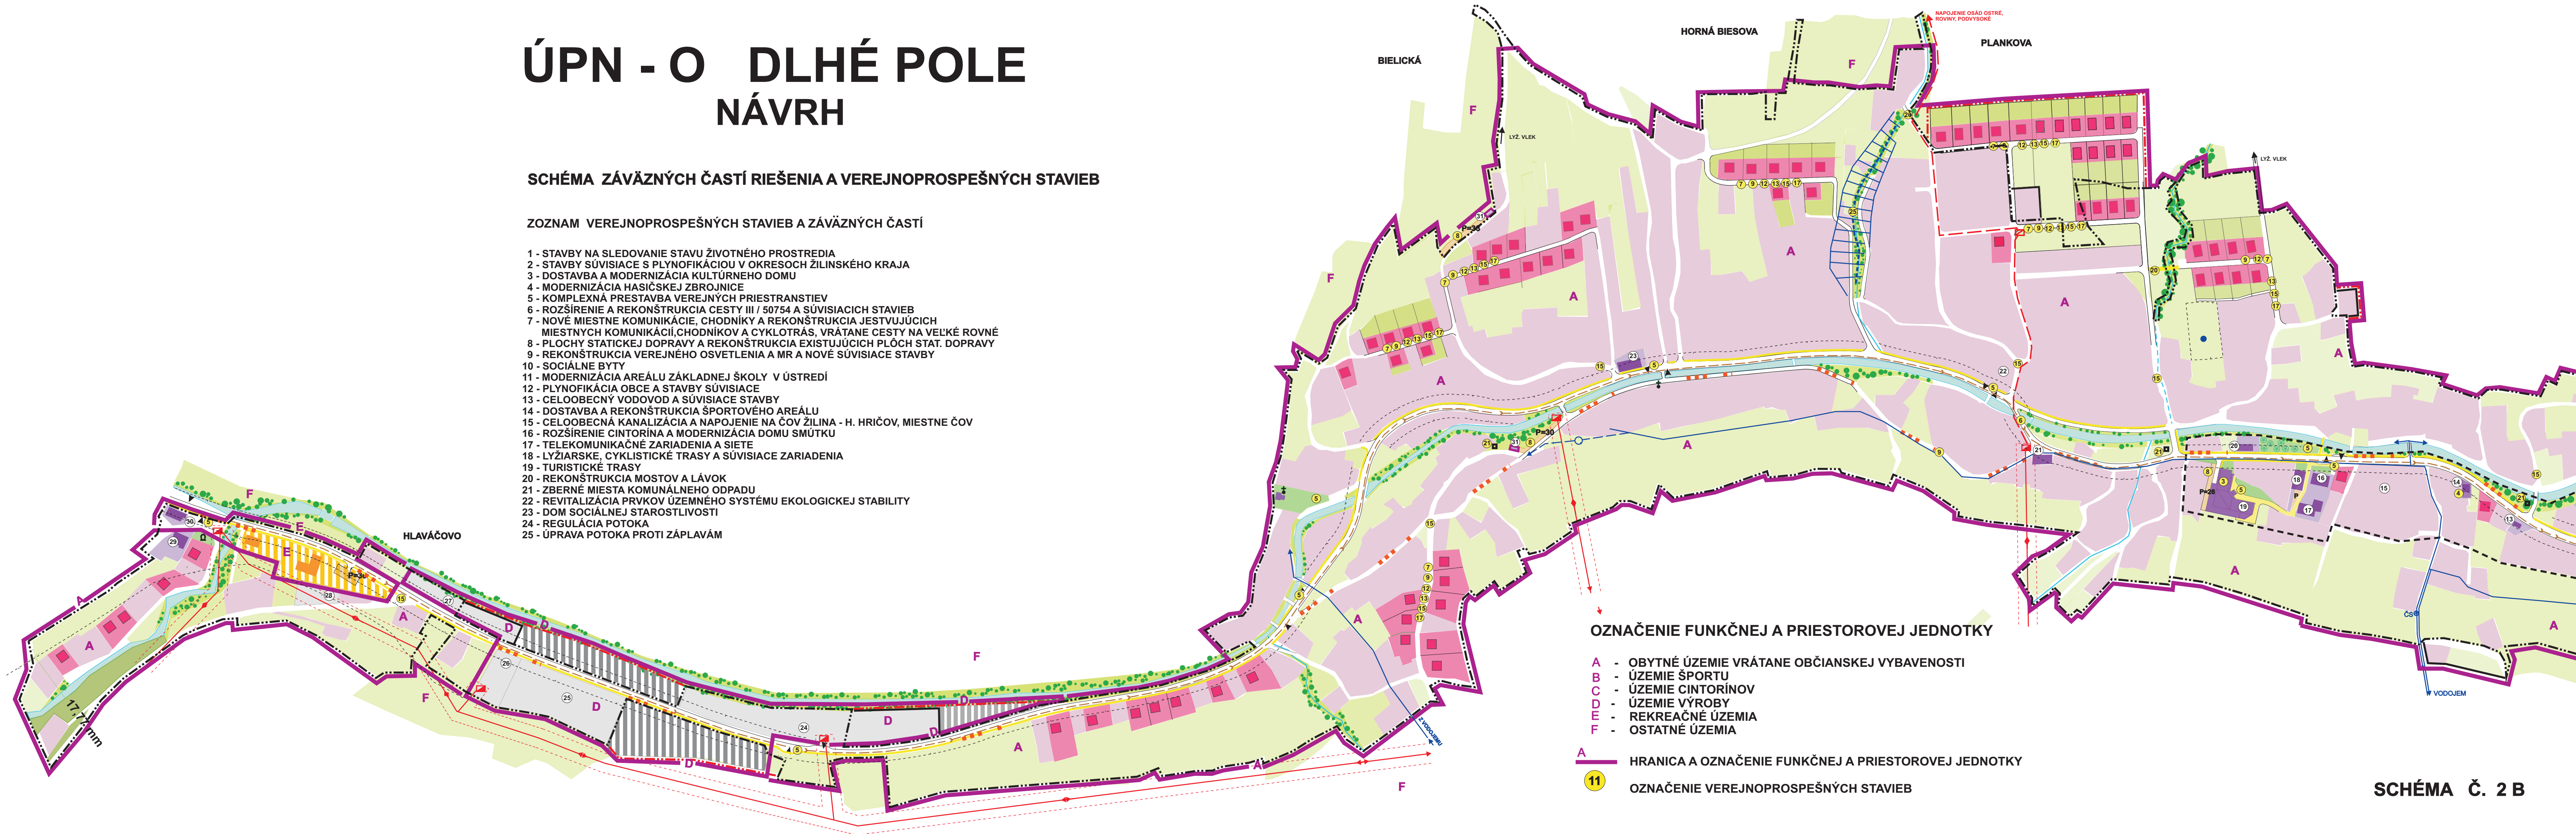 ÚPN - O DLHÉ POLE
NÁVRH
SCHÉMA ZÁVÄZNÝCH ČASTÍ RIEŠENIA A VEREJNOPROSPEŠNÝCH STAVIEB
ZOZNAM VEREJNOPROSPEŠNÝCH STAVIEB A ZÁVÄZNÝCH ČASTÍ
1 - STAVBY NA SLEDOVANIE STAVU ŽIVOTNÉHO PROSTREDIA
2 - STAVBY SÚVISIACE S PLYNOFIKÁCIOU V OKRESOCH ŽILINSKÉHO KRAJA
3 - DOSTAVBA A MODERNIZÁCIA KULTÚRNEHO DOMU
4 - MODERNIZÁCIA HASIČSKEJ ZBROJNICE
5 - KOMPLEXNÁ PRESTAVBA VEREJNÝCH PRIESTRANSTIEV
6 - ROZŠÍRENIE A REKONŠTRUKCIA CESTY III / 50754 A SÚVISIACICH STAVIEB
7 - NOVÉ MIESTNE KOMUNIKÁCIE, CHODNÍKY A REKONŠTRUKCIA JESTVUJÚCICH
MIESTNYCH KOMUNIKÁCIÍ,CHODNÍKOV A CYKLOTRÁS, VRÁTANE CESTY NA VEĽKÉ ROVNÉ
8 - PLOCHY STATICKEJ DOPRAVY A REKONŠTRUKCIA EXISTUJÚCICH PLÔCH STAT. DOPRAVY
9 - REKONŠTRUKCIA VEREJNÉHO OSVETLENIA A MR A NOVÉ SÚVISIACE STAVBY
10 - SOCIÁLNE BYTY
11 - MODERNIZÁCIA AREÁLU ZÁKLADNEJ ŠKOLY V ÚSTREDÍ
12 - PLYNOFIKÁCIA OBCE A STAVBY SÚVISIACE
13 - CELOOBECNÝ VODOVOD A SÚVISIACE STAVBY
14 - DOSTAVBA A REKONŠTRUKCIA ŠPORTOVÉHO AREÁLU
15 - CELOOBECNÁ KANALIZÁCIA A NAPOJENIE NA ČOV ŽILINA - H. HRIČOV, MIESTNE ČOV
16 - ROZŠÍRENIE CINTORÍNA A MODERNIZÁCIA DOMU SMÚTKU
17 - TELEKOMUNIKAČNÉ ZARIADENIA A SIETE
18 - LYŽIARSKE, CYKLISTICKÉ TRASY A SÚVISIACE ZARIADENIA
19 - TURISTICKÉ TRASY
20 - REKONŠTRUKCIA MOSTOV A LÁVOK
21 - ZBERNÉ MIESTA KOMUNÁLNEHO ODPADU
22 - REVITALIZÁCIA PRVKOV ÚZEMNÉHO SYSTÉMU EKOLOGICKEJ STABILITY
23 - DOM SOCIÁLNEJ STAROSTLIVOSTI
24 - REGULÁCIA POTOKA
25 - ÚPRAVA POTOKA PROTI ZÁPLAVÁM
HLAVÁČOVO
BIELICKÁ
HORNÁ BIESOVA
PLANKOVA
NAPOJENIE OSÁD OSTRÉ,
ROVINY, PODVYSOKÉ
LYŽ. VLEK
LYŽ. VLEK
P=30
P=26
ČS
VODOJEM
Z VODOJEMU
OZNAČENIE FUNKČNEJ A PRIESTOROVEJ JEDNOTKY
A - OBYTNÉ ÚZEMIE VRÁTANE OBČIANSKEJ VYBAVENOSTI
B - ÚZEMIE ŠPORTU
C - ÚZEMIE CINTORÍNOV
D - ÚZEMIE VÝROBY
E - REKREAČNÉ ÚZEMIA
F - OSTATNÉ ÚZEMIA
A
HRANICA A OZNAČENIE FUNKČNEJ A PRIESTOROVEJ JEDNOTKY
11
OZNAČENIE VEREJNOPROSPEŠNÝCH STAVIEB
SCHÉMA Č. 2 B